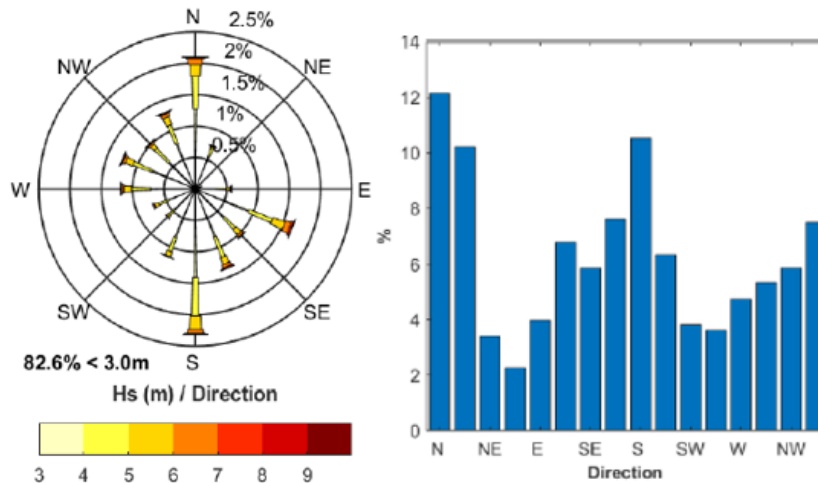 N
2.5%
NW
2%
NE
1.5%
1%
0.5%
W
E
SW
SE
S
82.6% < 3.0m
Hs (m) / Direction
3 4 5 6 7 8 9
14
12
10
8
6
4
2
0
%
N NE E SE S SW W NW
Direction